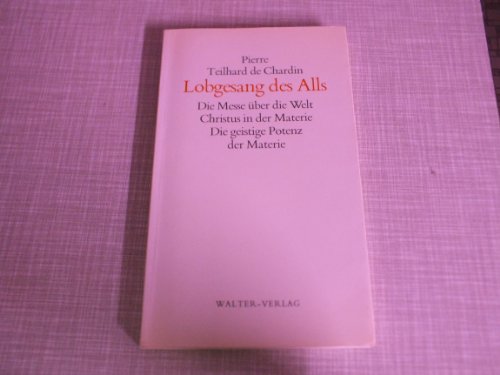 Pierre
Teilhard de Chardin
Lobgesang des Alls
Die Messe über die Welt
Christus in der Materie
Die geistige Potenz
der Materie
WALTER-VERLAG